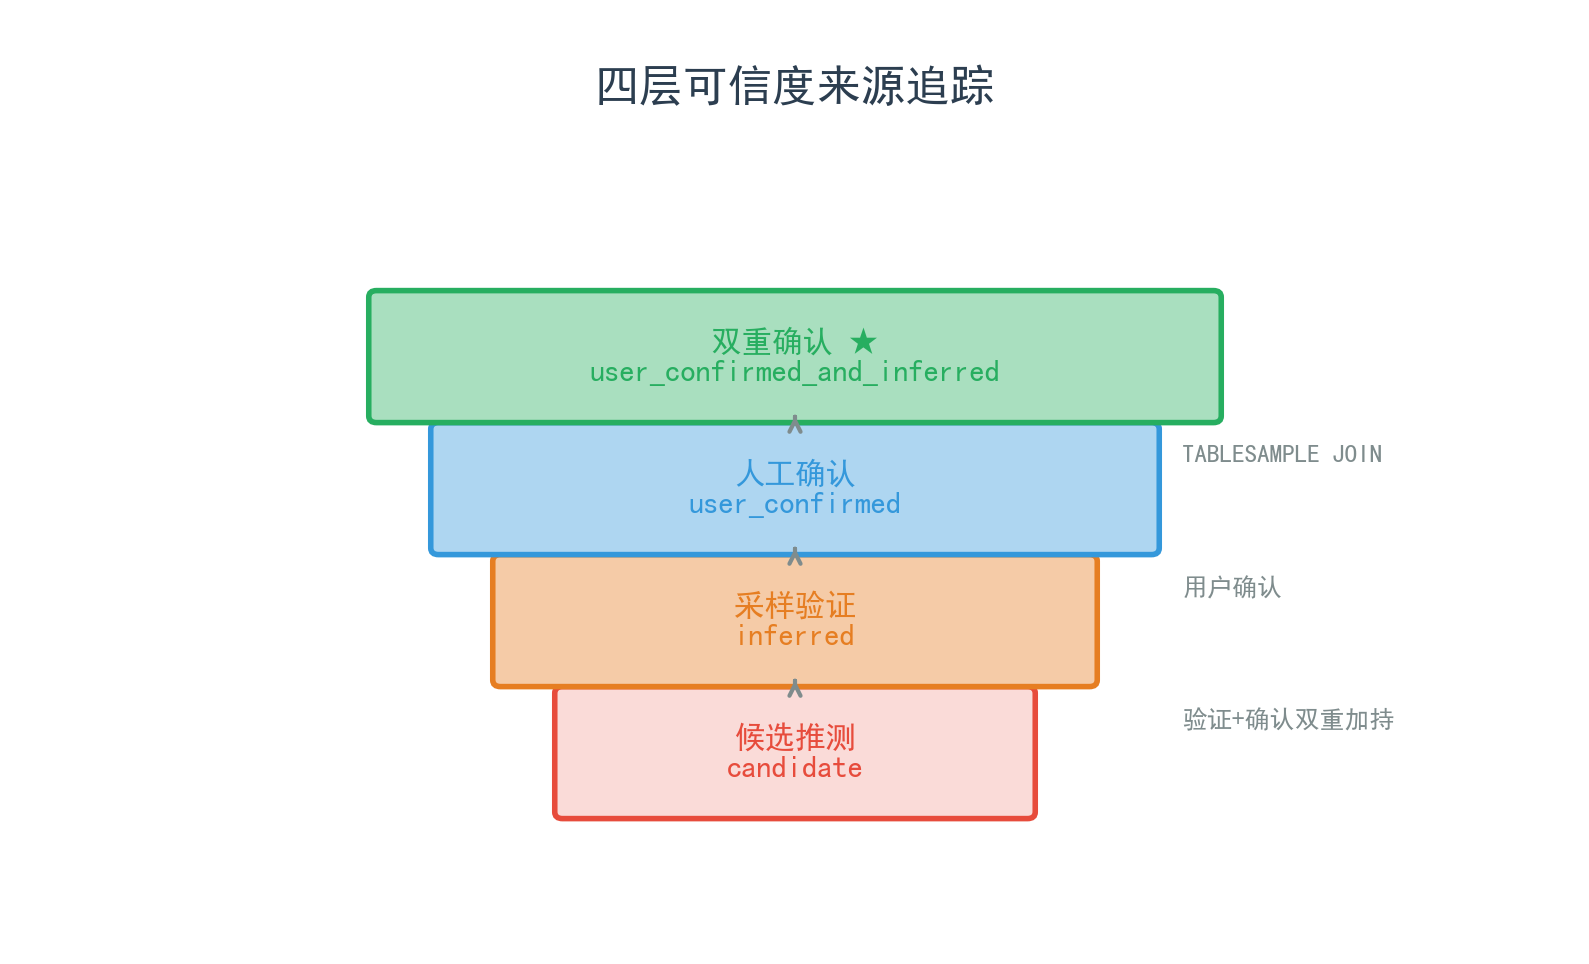 四层可信度来源追踪
双重确认 ★
user_confirmed_and_inferred
TABLESAMPLE JOIN
人工确认
user_confirmed
用户确认
采样验证
inferred
验证+确认双重加持
候选推测
candidate